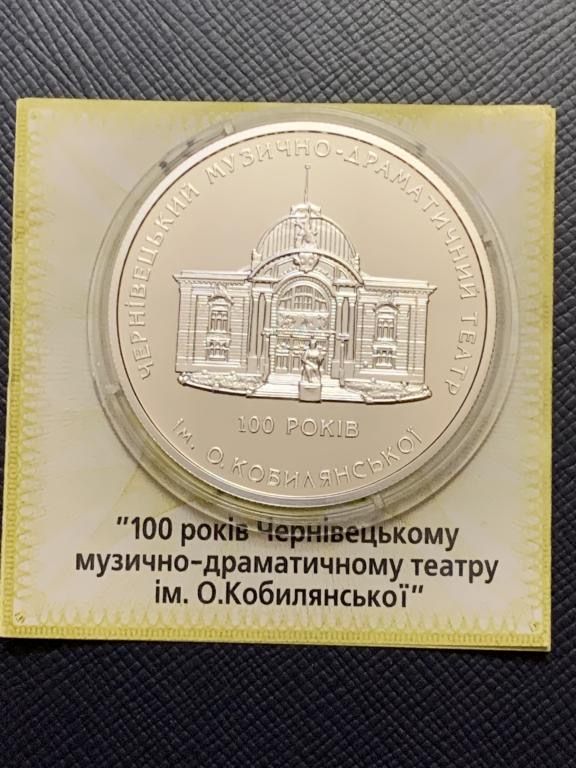 ЧЕРНІВЕЦЬКИЙ МУЗИЧНО-ДРАМАТИЧНИЙ ТЕАТР
100 РОКІВ
ІМ. О. КОБИЛЯНСЬКОЇ
"100 років Чернівецькому
музично-драматичному театру
ім. О.Кобилянської"